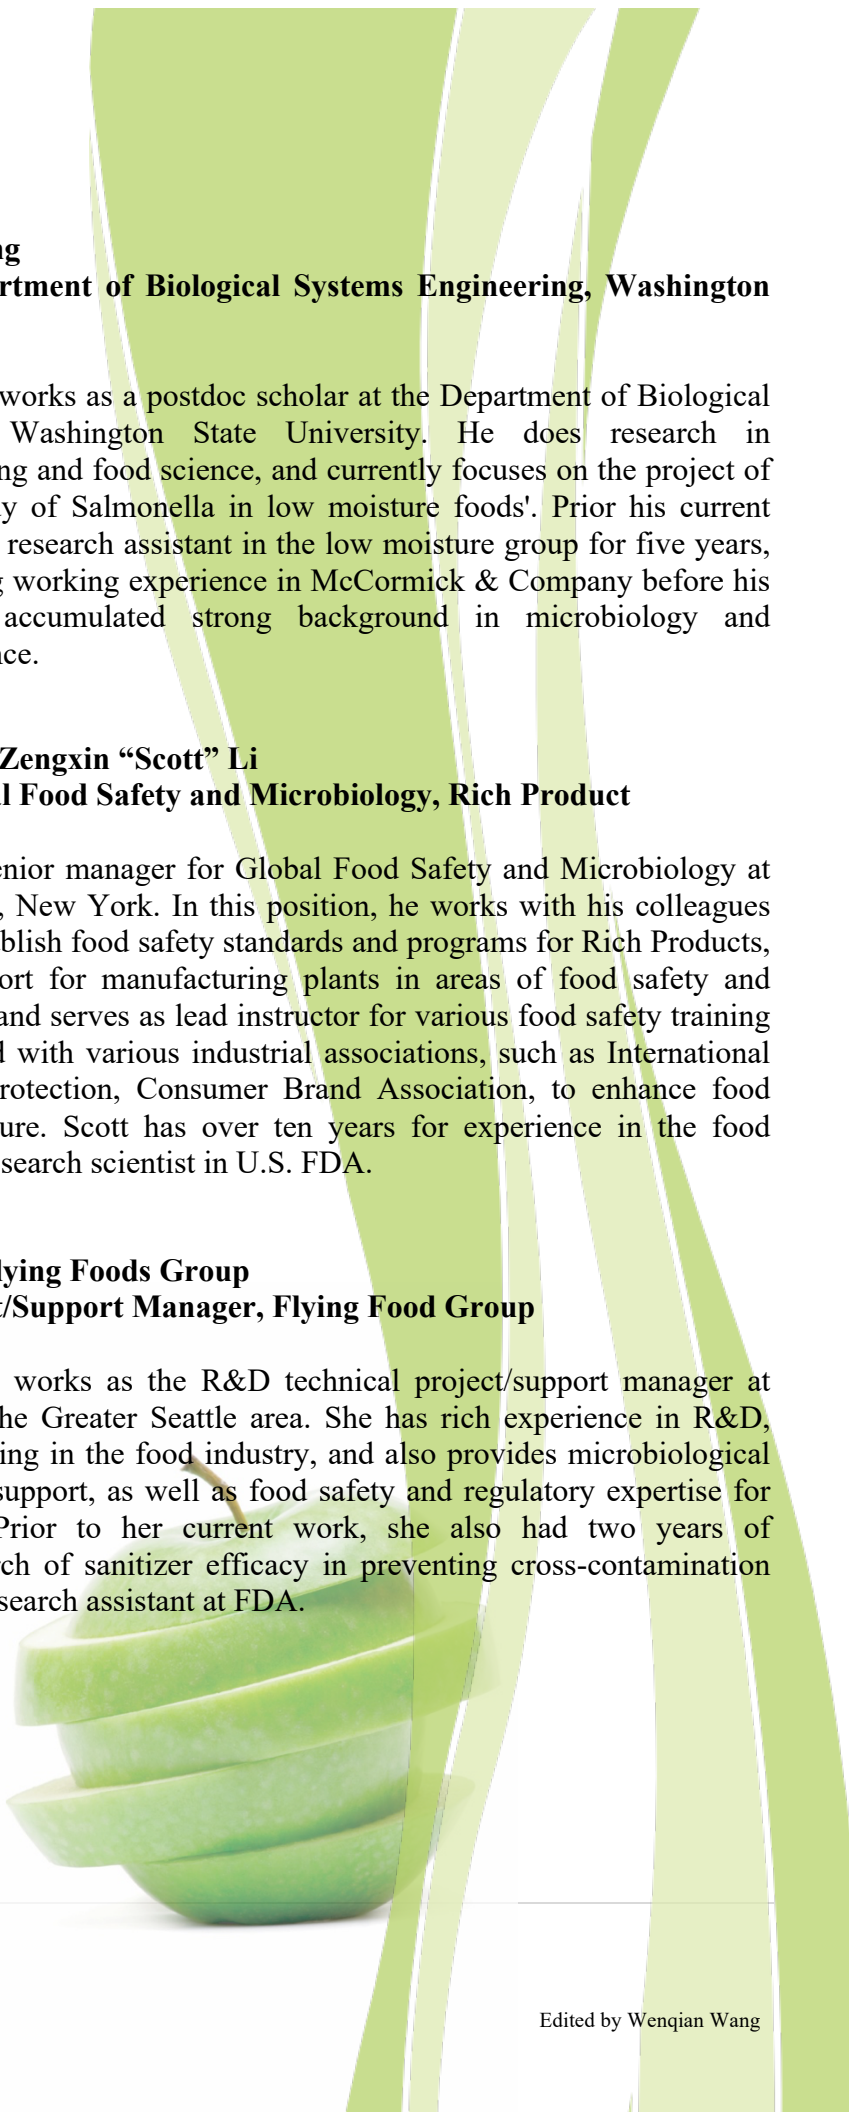 ng
rtment of Biological Systems Engineering, Washington
works as a postdoc scholar at the Department of Biological
Washington State University. He does research in
ng and food science, and currently focuses on the project of
y of Salmonella in low moisture foods'. Prior his current
research assistant in the low moisture group for five years,
g working experience in McCormick & Company before his
accumulated strong background in microbiology and
nce.
Zengxin “Scott” Li
l Food Safety and Microbiology, Rich Product
enior manager for Global Food Safety and Microbiology at
, New York. In this position, he works with his colleagues
blish food safety standards and programs for Rich Products,
ort for manufacturing plants in areas of food safety and
and serves as lead instructor for various food safety training
d with various industrial associations, such as International
rotection, Consumer Brand Association, to enhance food
ure. Scott has over ten years for experience in the food
search scientist in U.S. FDA.
lying Foods Group
t/Support Manager, Flying Food Group
works as the R&D technical project/support manager at
he Greater Seattle area. She has rich experience in R&D,
ing in the food industry, and also provides microbiological
support, as well as food safety and regulatory expertise for
Prior to her current work, she also had two years of
rch of sanitizer efficacy in preventing cross-contamination
search assistant at FDA.
Edited by Wenqian Wang